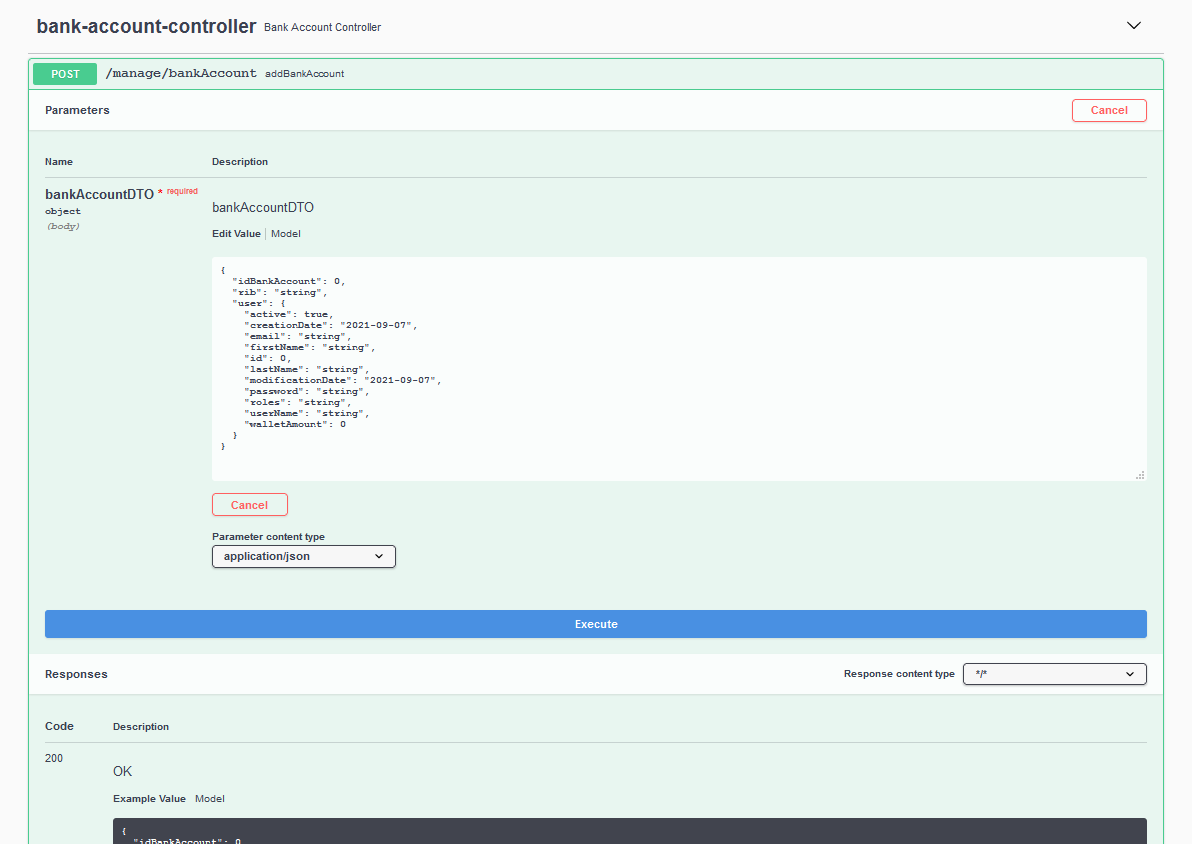 bank-account-controller Bank Account Controller
POST /manage/bankAccount addBankAccount
Parameters
Cancel
Name Description
bankAccountDTO * required
object
(body)
bankAccountDTO
Edit Value Model
{
  "idBankAccount": 0,
  "rib": "string",
  "user": {
    "active": true,
    "creationDate": "2021-09-07",
    "email": "string",
    "firstName": "string",
    "id": 0,
    "lastName": "string",
    "modificationDate": "2021-09-07",
    "password": "string",
    "roles": "string",
    "userName": "string",
    "walletAmount": 0
  }
}
Cancel
Parameter content type
application/json
Execute
Responses Response content type */*
Code Description
200
OK
Example Value Model
{
  "idBankAccount": 0